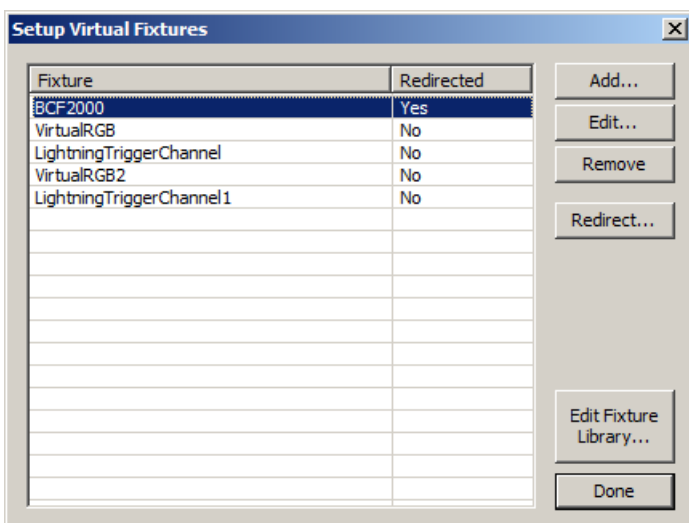 Setup Virtual Fixtures
Fixture Redirected
BCF2000 Yes
VirtualRGB No
LightningTriggerChannel No
VirtualRGB2 No
LightningTriggerChannel1 No
Add...
Edit...
Remove
Redirect...
Edit Fixture
Library...
Done